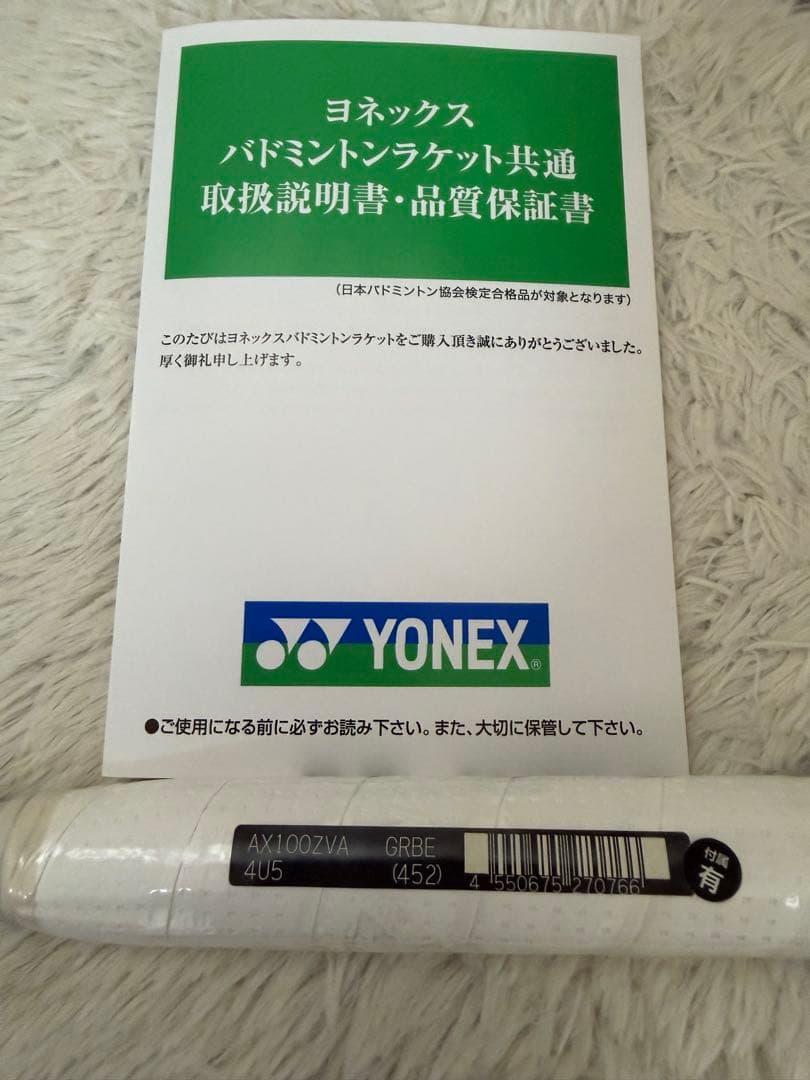 ヨネックス
バドミントンラケット共通
取扱説明書・品質保証書
（日本バドミントン協会検定合格品が対象となります）
このたびはヨネックスバドミントンラケットをご購入頂き誠にありがとうございました。
厚く御礼申し上げます。
YONEX®
●ご使用になる前に必ずお読み下さい。また、大切に保管して下さい。
AX100ZVA GRBE
4U5 (452)
4 550675 270766
付属
有